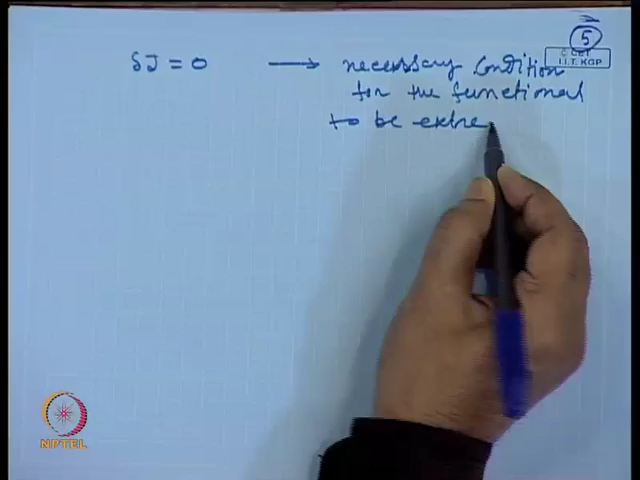 5
© CET
I.I.T. KGP
δJ = 0 → necessary condition
for the functional
to be extre
NPTEL